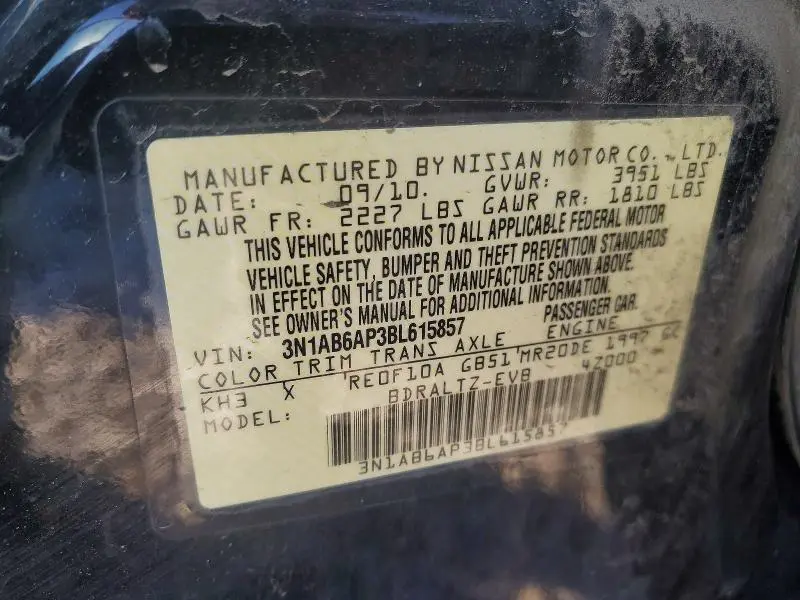 MANUFACTURED BY NISSAN MOTOR CO., LTD.
DATE: 09/10. GVWR: 3951 LBS
GAWR FR: 2227 LBS GAWR RR: 1810 LBS
THIS VEHICLE CONFORMS TO ALL APPLICABLE FEDERAL MOTOR
VEHICLE SAFETY, BUMPER AND THEFT PREVENTION STANDARDS
IN EFFECT ON THE DATE OF MANUFACTURE SHOWN ABOVE.
SEE OWNER'S MANUAL FOR ADDITIONAL INFORMATION.
VIN: 3N1AB6AP3BL615857 PASSENGER CAR.
COLOR TRIM TRANS AXLE ENGINE
KH3 X RE0F10A GB51 MR20DE 1997 CC
MODEL: BDRALTZ-EVB 4Z000
3N1AB6AP3BL615857